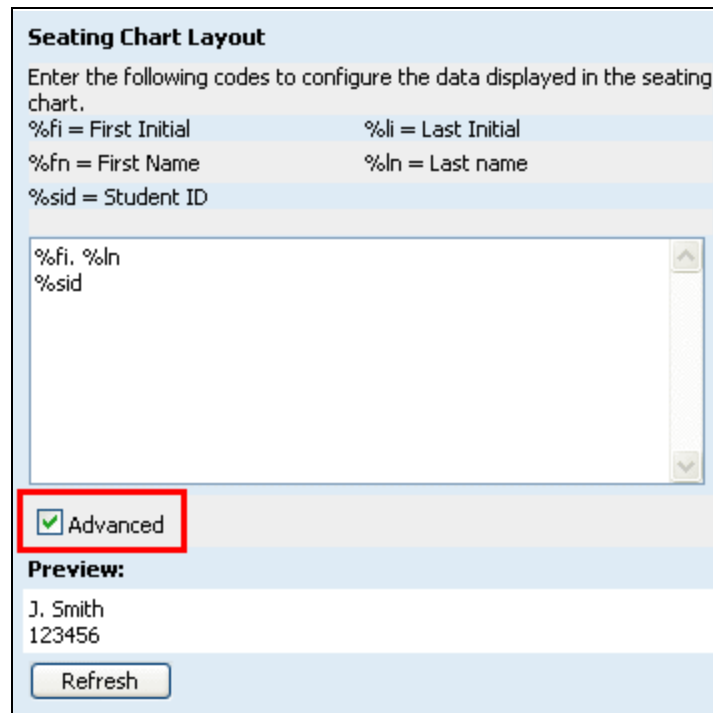 Seating Chart Layout
Enter the following codes to configure the data displayed in the seating
chart.
%fi = First Initial %li = Last Initial
%fn = First Name %ln = Last name
%sid = Student ID
%fi. %ln
%sid
Advanced
Preview:
J. Smith
123456
Refresh